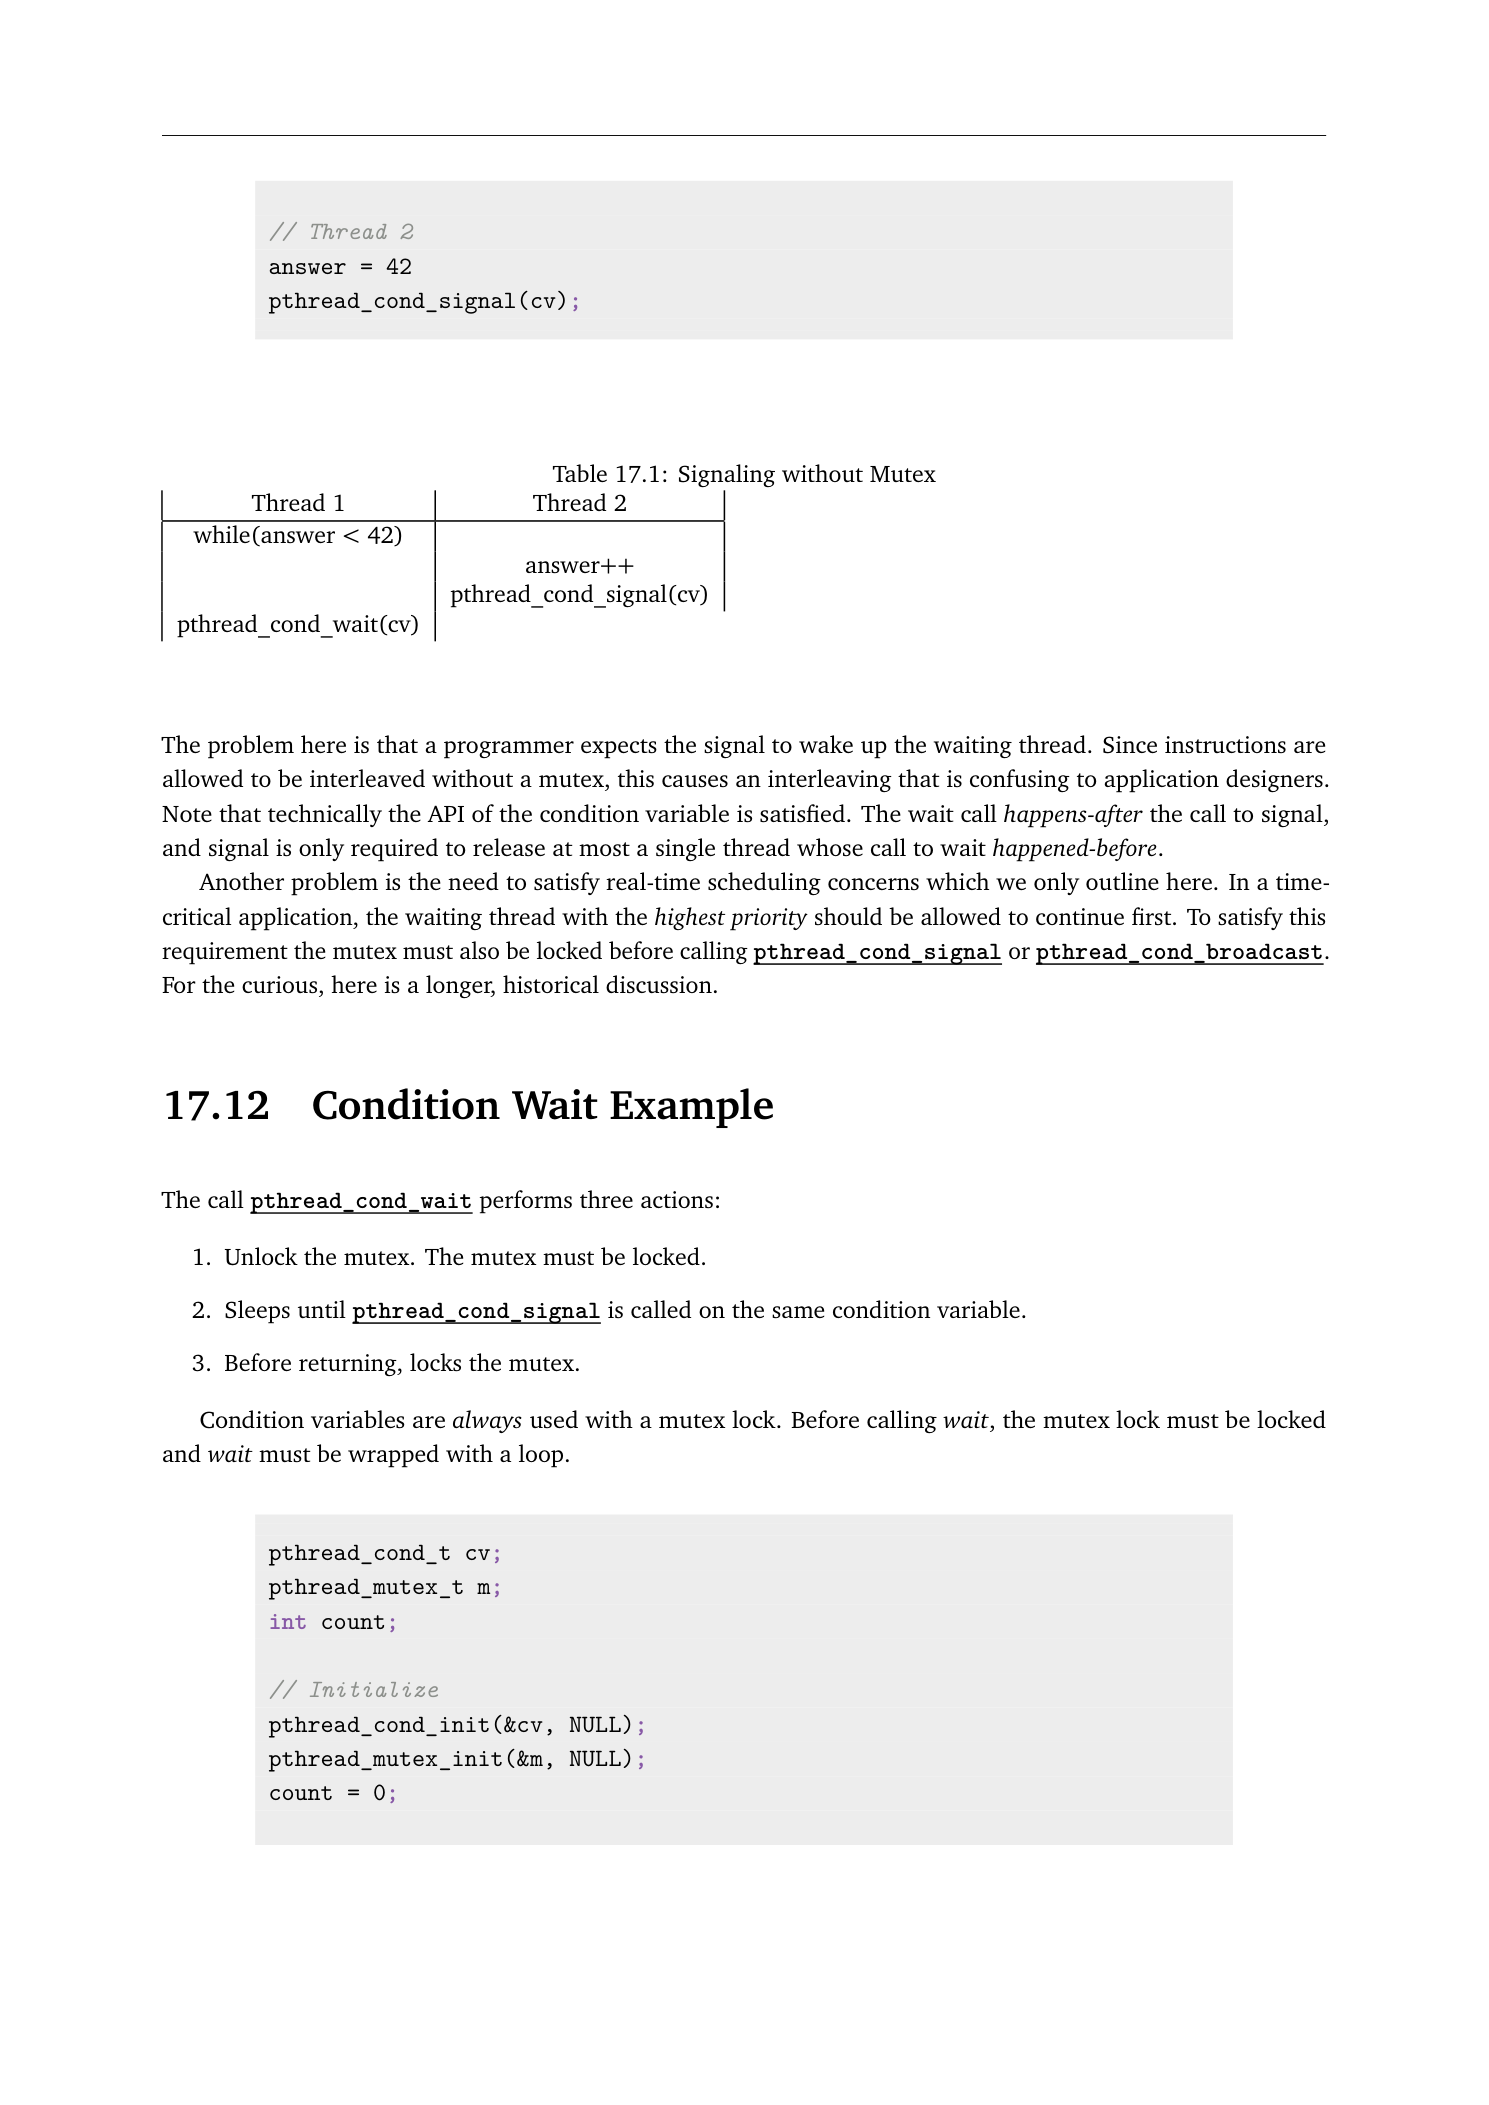 // Thread 2
answer = 42
pthread_cond_signal(cv);
Table 17.1: Signaling without Mutex
Thread 1 Thread 2
while(answer < 42)
answer++
pthread_cond_signal(cv)
pthread_cond_wait(cv)
The problem here is that a programmer expects the signal to wake up the waiting thread. Since instructions are
allowed to be interleaved without a mutex, this causes an interleaving that is confusing to application designers.
Note that technically the API of the condition variable is satisfied. The wait call happens-after the call to signal,
and signal is only required to release at most a single thread whose call to wait happened-before.
Another problem is the need to satisfy real-time scheduling concerns which we only outline here. In a time-
critical application, the waiting thread with the highest priority should be allowed to continue first. To satisfy this
requirement the mutex must also be locked before calling pthread_cond_signal or pthread_cond_broadcast.
For the curious, here is a longer, historical discussion.
17.12 Condition Wait Example
The call pthread_cond_wait performs three actions:
1. Unlock the mutex. The mutex must be locked.
2. Sleeps until pthread_cond_signal is called on the same condition variable.
3. Before returning, locks the mutex.
Condition variables are always used with a mutex lock. Before calling wait, the mutex lock must be locked
and wait must be wrapped with a loop.
pthread_cond_t cv;
pthread_mutex_t m;
int count;
// Initialize
pthread_cond_init(&cv, NULL);
pthread_mutex_init(&m, NULL);
count = 0;